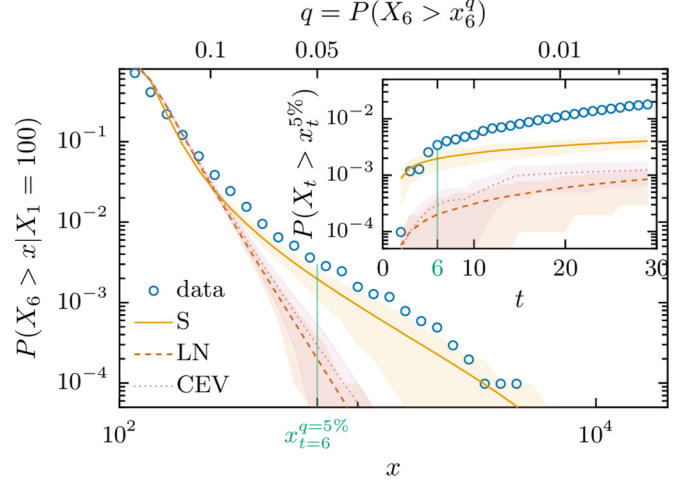 q = P(X_6 > x_6^q)
0.1 0.05 0.01
P(X_6 > x|X_1 = 100)
10^{-1}
10^{-2}
10^{-3}
10^{-4}
data
S
LN
CEV
P(X_t > x_t^{5%})
10^{-2}
10^{-3}
10^{-4}
0 6 10 20 30
t
10^2 x_{t=6}^{q=5%} 10^4
x